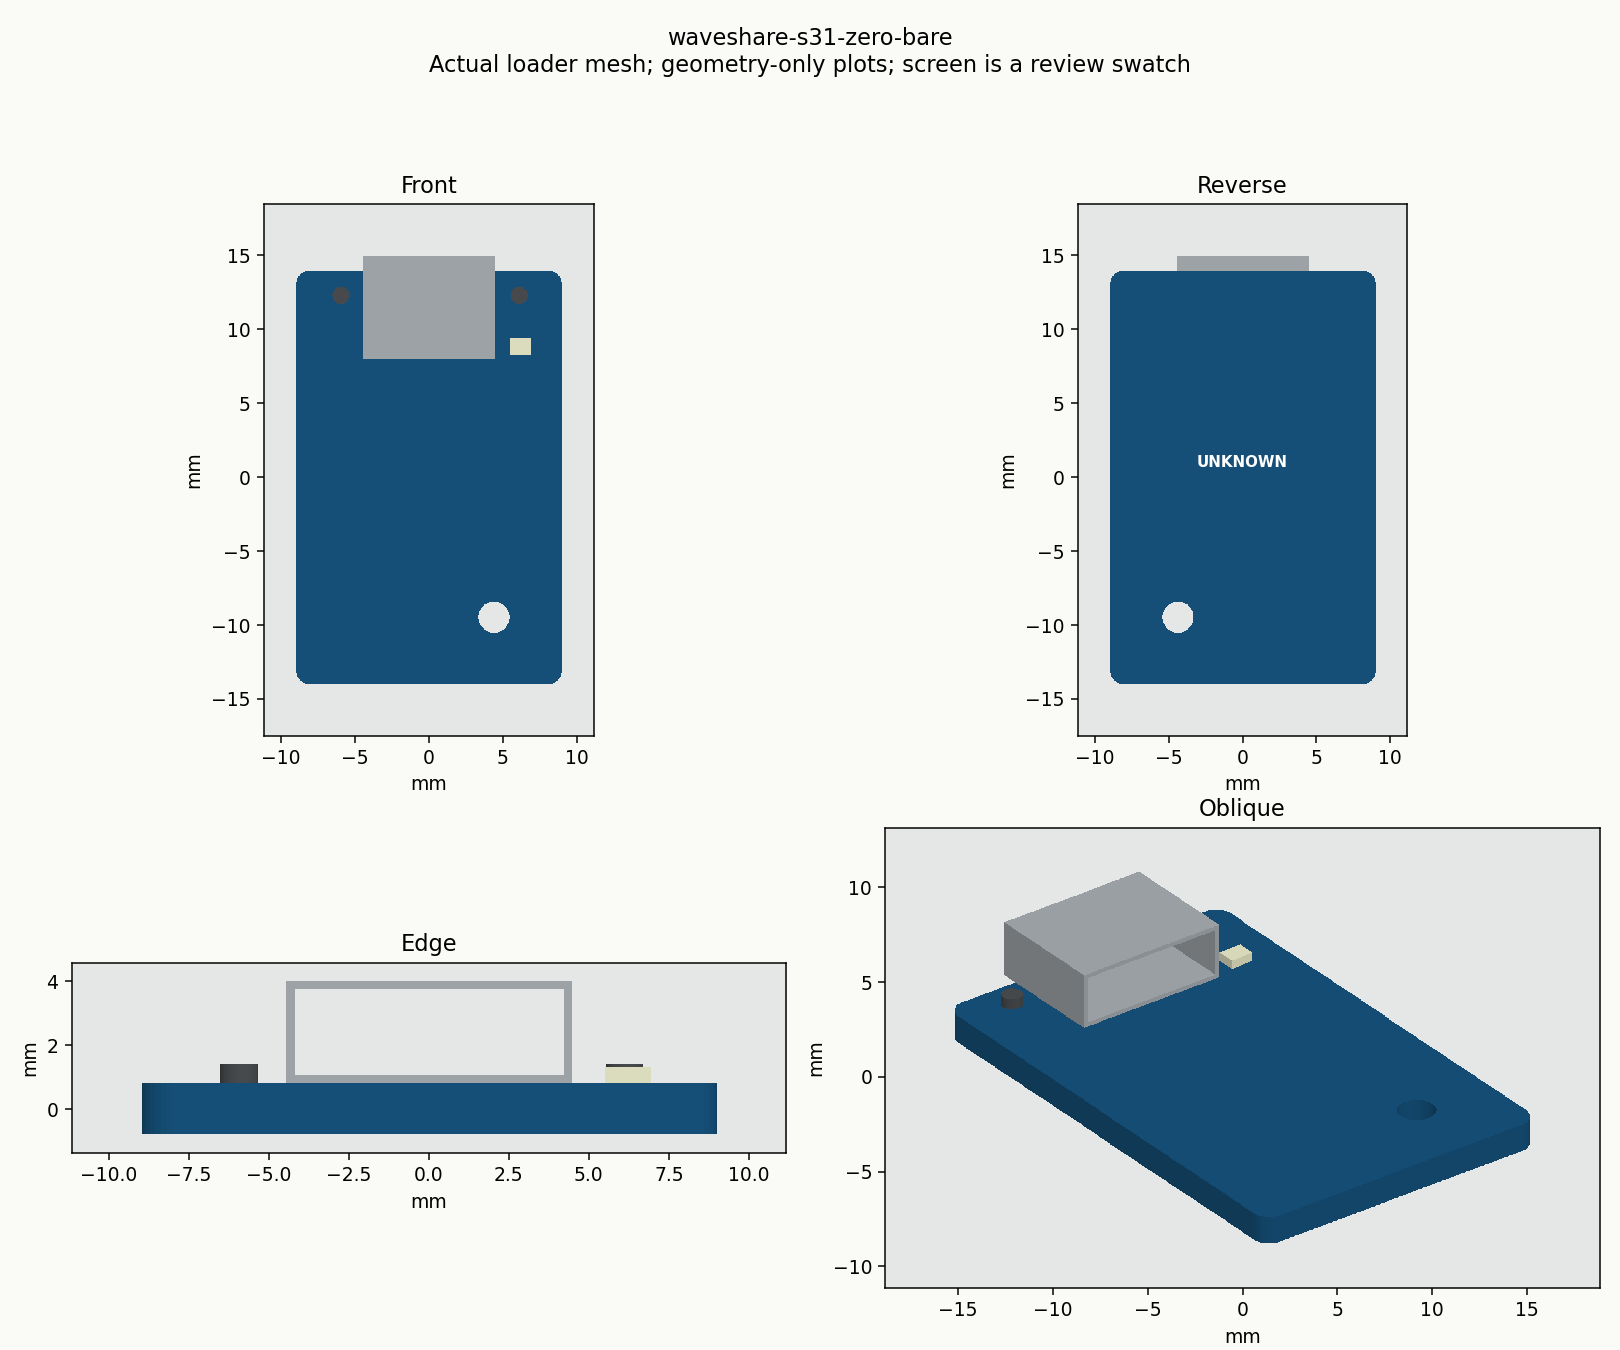 waveshare-s31-zero-bare
Actual loader mesh; geometry-only plots; screen is a review swatch
Front
15
10
5
0
−5
−10
−15
mm
−10 −5 0 5 10
mm
Reverse
15
10
5
0
−5
−10
−15
mm
UNKNOWN
−10 −5 0 5 10
mm
Edge
4
2
0
mm
−10.0 −7.5 −5.0 −2.5 0.0 2.5 5.0 7.5 10.0
mm
Oblique
10
5
0
−5
−10
mm
−15 −10 −5 0 5 10 15
mm